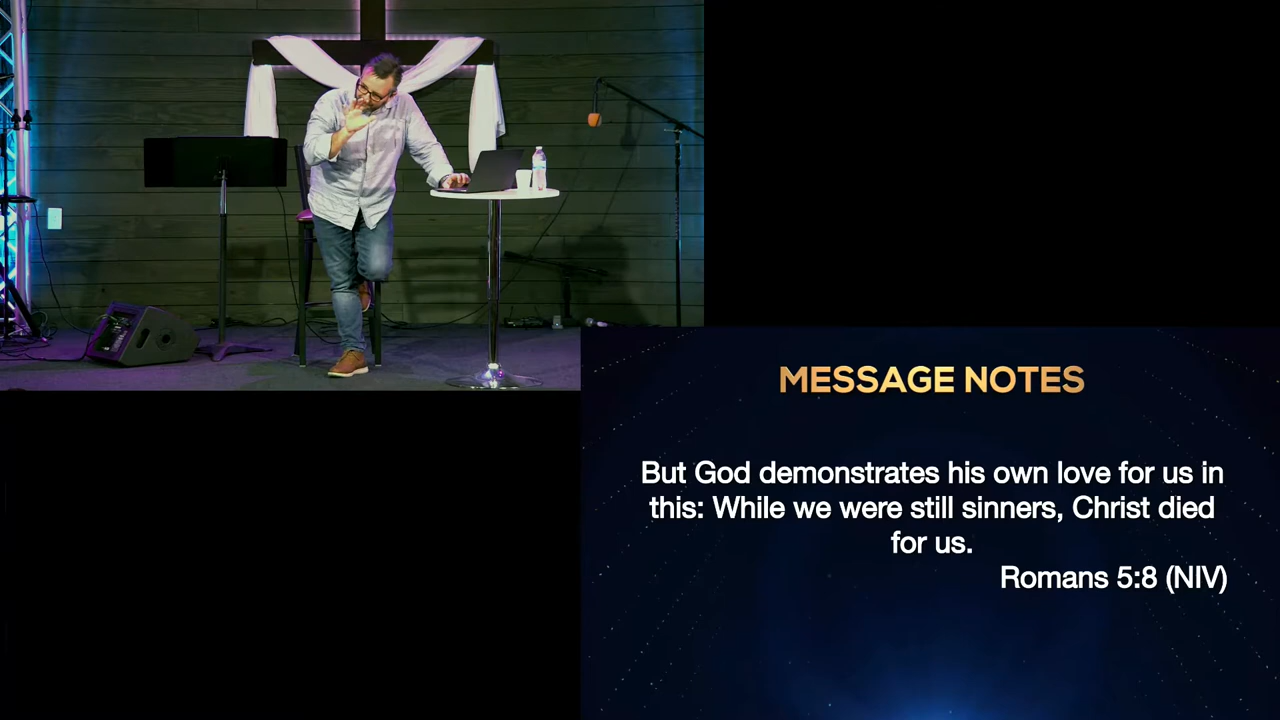 MESSAGE NOTES
But God demonstrates his own love for us in
this: While we were still sinners, Christ died
for us.
Romans 5:8 (NIV)